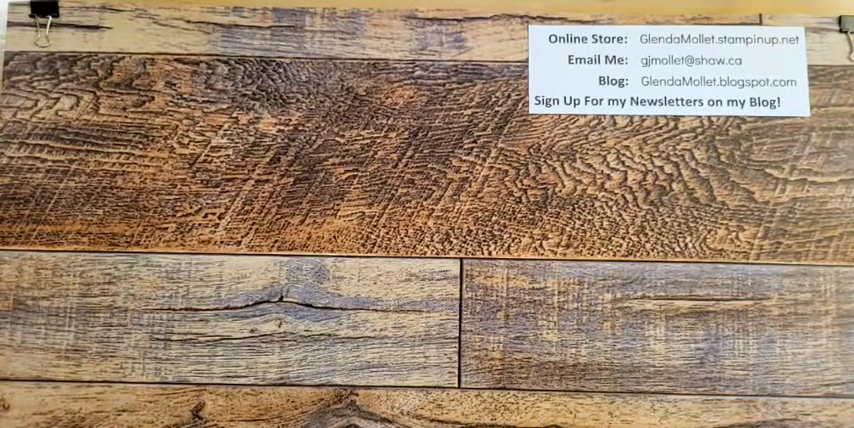 Online Store: GlendaMollet.stampinup.net
Email Me: gjmollet@shaw.ca
Blog: GlendaMollet.blogspot.com
Sign Up For my Newsletters on my Blog!